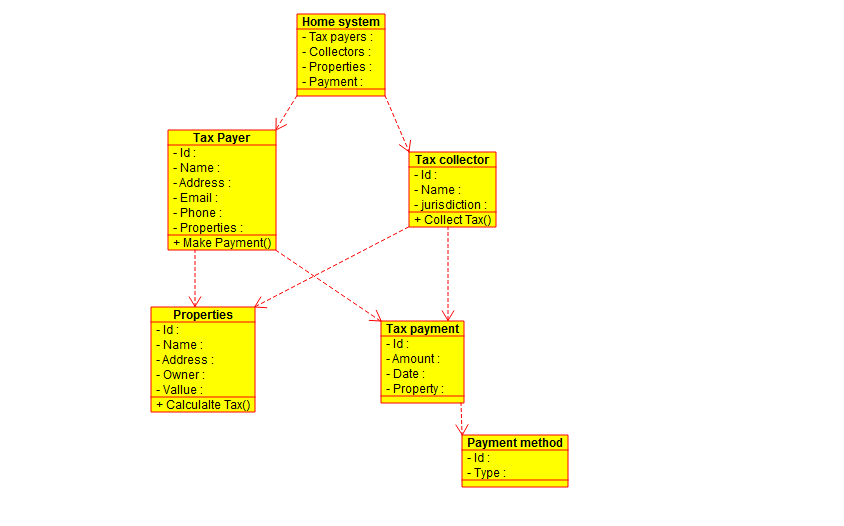 Home system
- Tax payers :
- Collectors :
- Properties :
- Payment :
Tax Payer
- Id :
- Name :
- Address :
- Email :
- Phone :
- Properties :
+ Make Payment()
Tax collector
- Id :
- Name :
- jurisdiction :
+ Collect Tax()
Properties
- Id :
- Name :
- Address :
- Owner :
- Vallue :
+ Calculalte Tax()
Tax payment
- Id :
- Amount :
- Date :
- Property :
Payment method
- Id :
- Type :